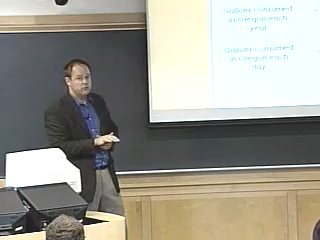 Gallons consumed
in Oregon each
year
Gallons consumed
in Oregon each
day